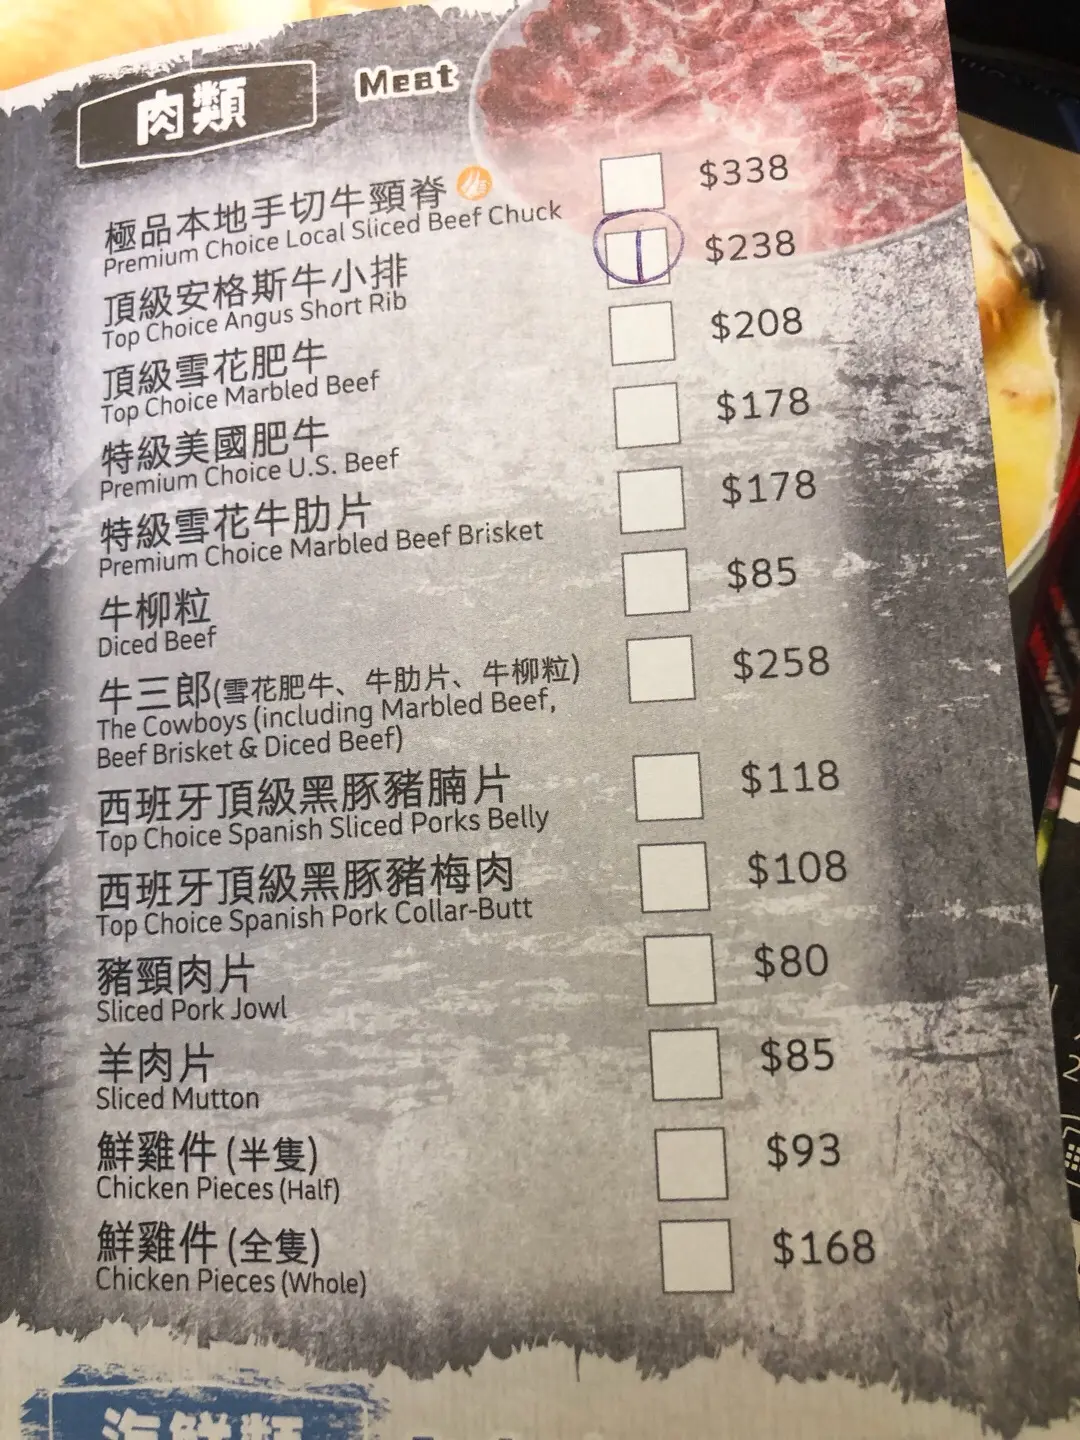 肉類 Meat
極品本地手切牛頸脊 $338
Premium Choice Local Sliced Beef Chuck
頂級安格斯牛小排 $238
Top Choice Angus Short Rib
頂級雪花肥牛 $208
Top Choice Marbled Beef
特級美國肥牛 $178
Premium Choice U.S. Beef
特級雪花牛肋片 $178
Premium Choice Marbled Beef Brisket
牛柳粒 $85
Diced Beef
牛三郎(雪花肥牛、牛肋片、牛柳粒) $258
The Cowboys (including Marbled Beef,
Beef Brisket & Diced Beef)
西班牙頂級黑豚豬腩片 $118
Top Choice Spanish Sliced Porks Belly
西班牙頂級黑豚豬梅肉 $108
Top Choice Spanish Pork Collar-Butt
豬頸肉片 $80
Sliced Pork Jowl
羊肉片 $85
Sliced Mutton
鮮雞件 (半隻) $93
Chicken Pieces (Half)
鮮雞件 (全隻) $168
Chicken Pieces (Whole)
海鮮類